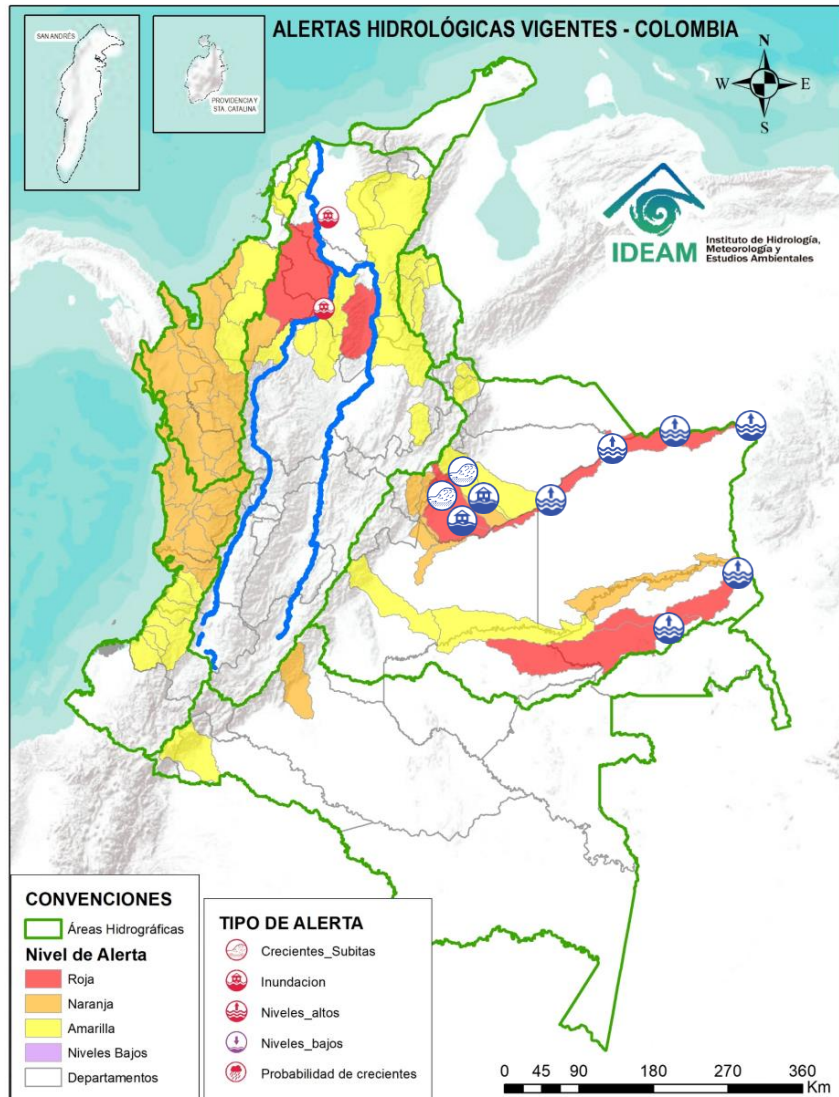 ALERTAS HIDROLÓGICAS VIGENTES - COLOMBIA
SAN ANDRÉS
PROVIDENCIA Y
STA. CATALINA
N
W
E
S
IDEAM
Instituto de Hidrología,
Meteorología y
Estudios Ambientales
CONVENCIONES
Áreas Hidrográficas
Nivel de Alerta
Roja
Naranja
Amarilla
Niveles Bajos
Departamentos
TIPO DE ALERTA
Crecientes_Subitas
Inundacion
Niveles_altos
Niveles_bajos
Probabilidad de crecientes
0 45 90 180 270 360
Km